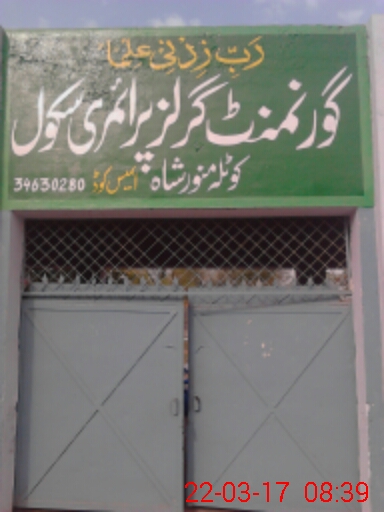 رَبِّ زِدْنِي عِلْمًا
گورنمنٹ گرلز پرائمری سکول
کوٹلہ منور شاہ ایمس کوڈ 34630280
22-03-17 08:39